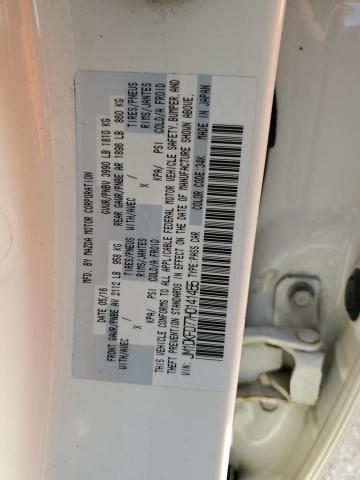 MFD. BY MAZDA MOTOR CORPORATION
DATE 05/16 GVWR/PNBV 3990 LB 1810 KG
FRONT GAWR/PNBE AV 2112 LB 958 KG REAR GAWR/PNBE AR 1896 LB 860 KG
TIRES/PNEUS TIRES/PNEUS
WITH/AVEC RIMS/JANTES WITH/AVEC RIMS/JANTES
X / X /
KPA/ PSI COLD/A FROID KPA/ PSI COLD/A FROID
THIS VEHICLE CONFORMS TO ALL APPLICABLE FEDERAL MOTOR VEHICLE SAFETY, BUMPER, AND
THEFT PREVENTION STANDARDS IN EFFECT ON THE DATE OF MANUFACTURE SHOWN ABOVE.
VIN: JM1DKFD77H0141455 TYPE PASS CAR COLOR CODE: 34K MADE IN JAPAN